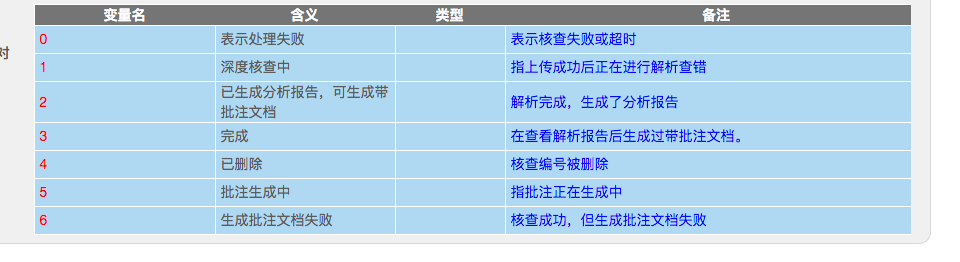 变量名 含义 类型 备注
0 表示处理失败 表示核查失败或超时
对
1 深度核查中 指上传成功后正在进行解析查错
2 已生成分析报告，可生成带
批注文档 解析完成，生成了分析报告
3 完成 在查看解析报告后生成过带批注文档。
4 已删除 核查编号被删除
5 批注生成中 指批注正在生成中
6 生成批注文档失败 核查成功，但生成批注文档失败